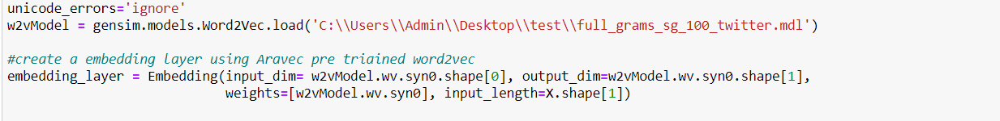 unicode_errors='ignore'
w2vModel = gensim.models.Word2Vec.load('C:\\Users\\Admin\\Desktop\\test\\full_grams_sg_100_twitter.mdl')
#create a embedding layer using Aravec pre triained word2vec
embedding_layer = Embedding(input_dim= w2vModel.wv.syn0.shape[0], output_dim=w2vModel.wv.syn0.shape[1],
weights=[w2vModel.wv.syn0], input_length=X.shape[1])